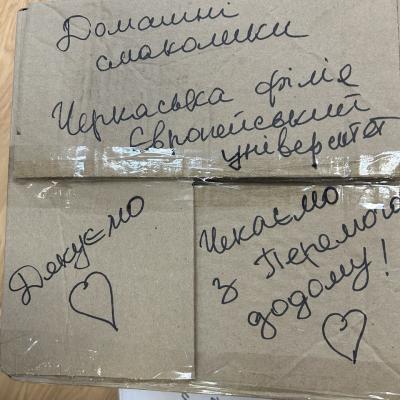 Домашні
смаколики
Черкаська філія
Європейський
університет
Дякуємо
Чекаємо
з Перемогою
додому!